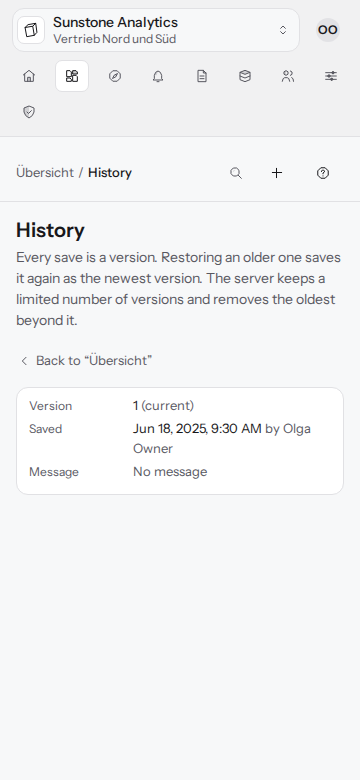 Sunstone Analytics
Vertrieb Nord und Süd
OO
Übersicht / History
History
Every save is a version. Restoring an older one saves
it again as the newest version. The server keeps a
limited number of versions and removes the oldest
beyond it.
Back to “Übersicht”
Version 1 (current)
Saved Jun 18, 2025, 9:30 AM by Olga
Owner
Message No message